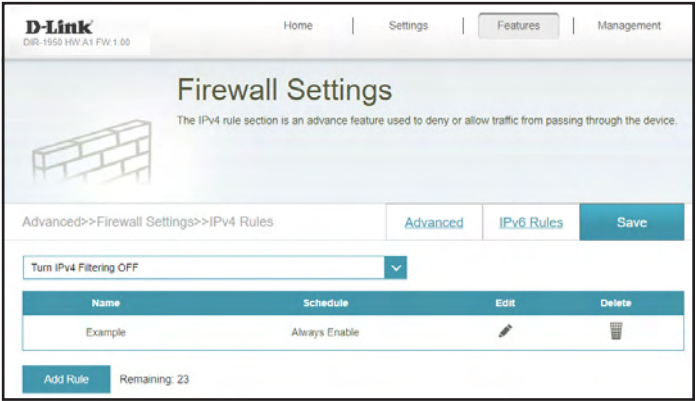 D-Link
DIR-1950 HW:A1 FW:1.00
Home | Settings | Features | Management
Firewall Settings
The IPv4 rule section is an advance feature used to deny or allow traffic from passing through the device.
Advanced>>Firewall Settings>>IPv4 Rules
Advanced
IPv6 Rules
Save
Turn IPv4 Filtering OFF
Name Schedule Edit Delete
Example Always Enable
Add Rule Remaining: 23